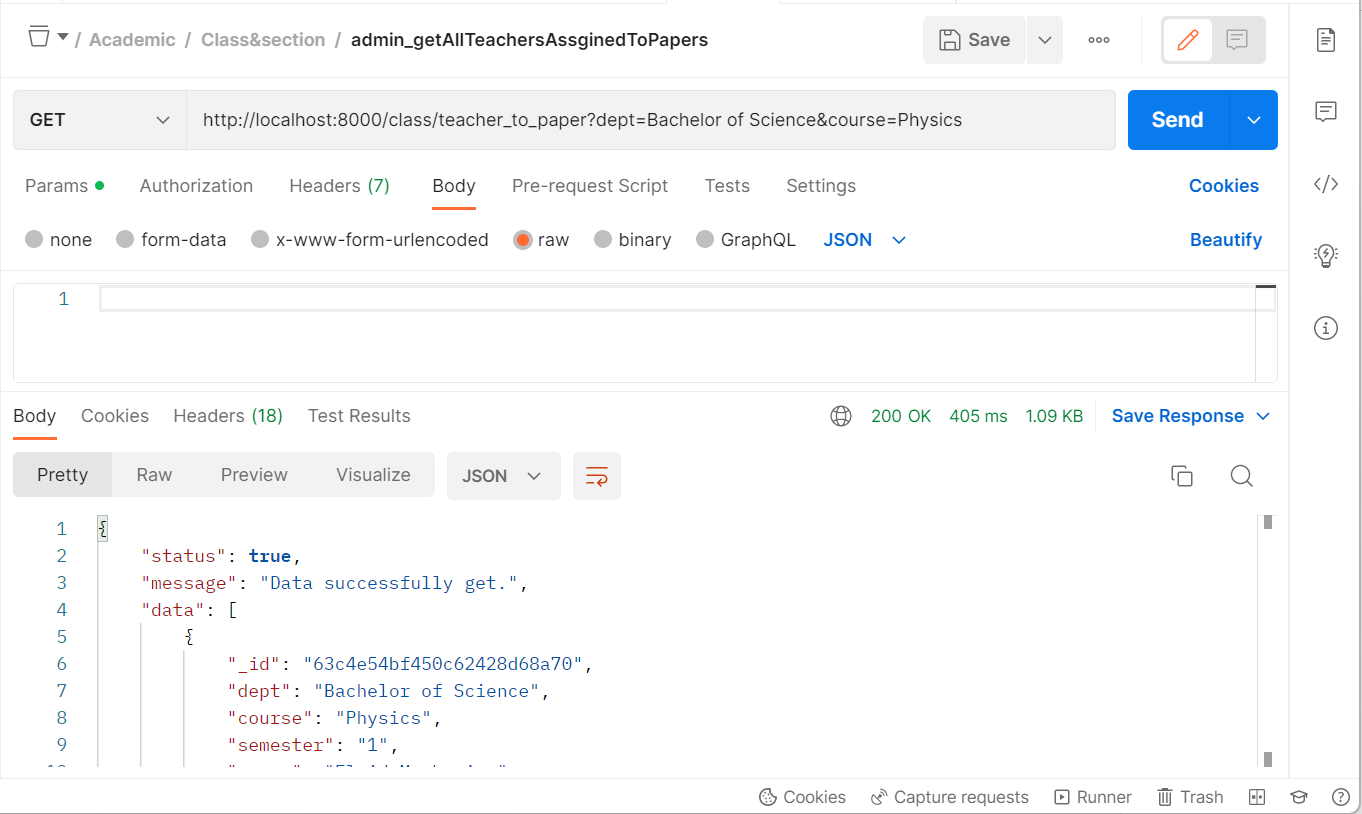 / Academic / Class&section / admin_getAllTeachersAssginedToPapers Save
GET http://localhost:8000/class/teacher_to_paper?dept=Bachelor of Science&course=Physics Send
Params Authorization Headers (7) Body Pre-request Script Tests Settings Cookies
none form-data x-www-form-urlencoded raw binary GraphQL JSON Beautify
1
Body Cookies Headers (18) Test Results 200 OK 405 ms 1.09 KB Save Response
Pretty Raw Preview Visualize JSON
1 {
2 "status": true,
3 "message": "Data successfully get.",
4 "data": [
5 {
6 "_id": "63c4e54bf450c62428d68a70",
7 "dept": "Bachelor of Science",
8 "course": "Physics",
9 "semester": "1",
Cookies Capture requests Runner Trash